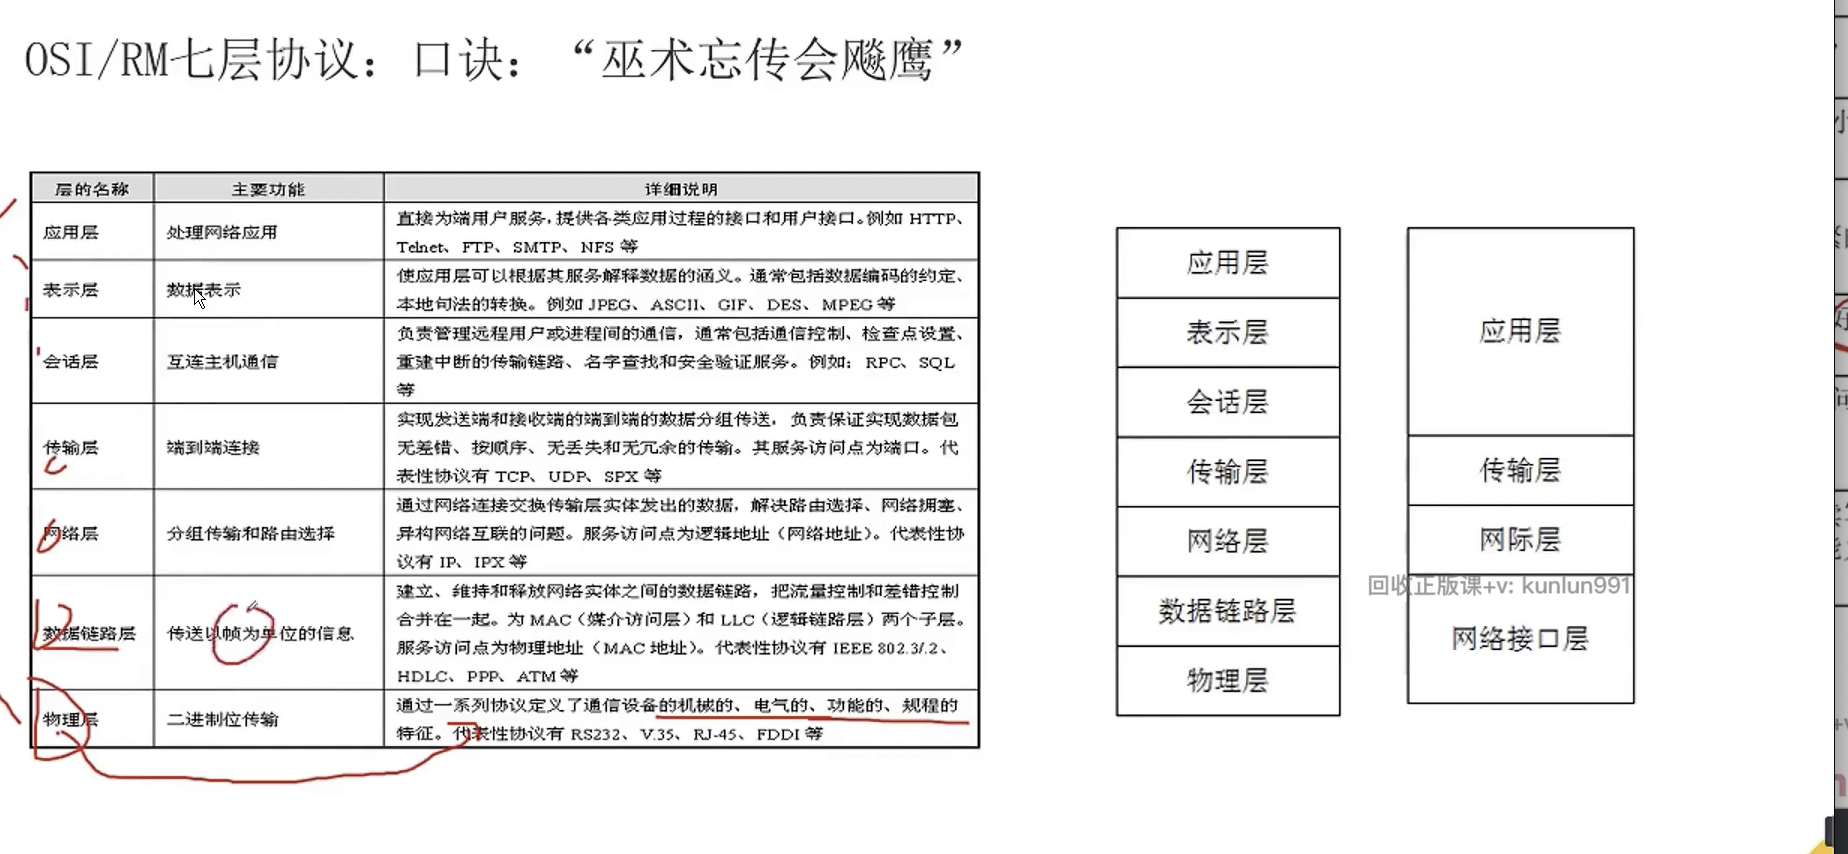 OSI/RM七层协议：口诀：“巫术忘传会飚鹰”
层的名称 主要功能 详细说明
应用层 处理网络应用 直接为端用户服务，提供各类应用过程的接口和用户接口。例如 HTTP、
Telnet、FTP、SMTP、NFS 等
表示层 数据表示 使应用层可以根据其服务解释数据的涵义。通常包括数据编码的约定、
本地句法的转换。例如 JPEG、ASCII、GIF、DES、MPEG 等
会话层 互连主机通信 负责管理远程用户或进程间的通信，通常包括通信控制、检查点设置、
重建中断的传输链路、名字查找和安全验证服务。例如：RPC、SQL
等
传输层 端到端连接 实现发送端和接收端的端到端的数据分组传送，负责保证实现数据包
无差错、按顺序、无丢失和无冗余的传输。其服务访问点为端口。代
表性协议有 TCP、UDP、SPX 等
网络层 分组传输和路由选择 通过网络连接交换传输层实体发出的数据，解决路由选择、网络拥塞、
异构网络互联的问题。服务访问点为逻辑地址（网络地址）。代表性协
议有 IP、IPX 等
数据链路层 传送以帧为单位的信息 建立、维持和释放网络实体之间的数据链路，把流量控制和差错控制
合并在一起。为 MAC（媒介访问层）和 LLC（逻辑链路层）两个子层。
服务访问点为物理地址（MAC 地址）。代表性协议有 IEEE 802.3/.2、
HDLC、PPP、ATM 等
物理层 二进制位传输 通过一系列协议定义了通信设备的机械的、电气的、功能的、规程的
特征。代表性协议有 RS232、V.35、RJ-45、FDDI 等
应用层
表示层
会话层
传输层
网络层
数据链路层
物理层
应用层
传输层
网际层
回收正版课+v: kunlun991
网络接口层